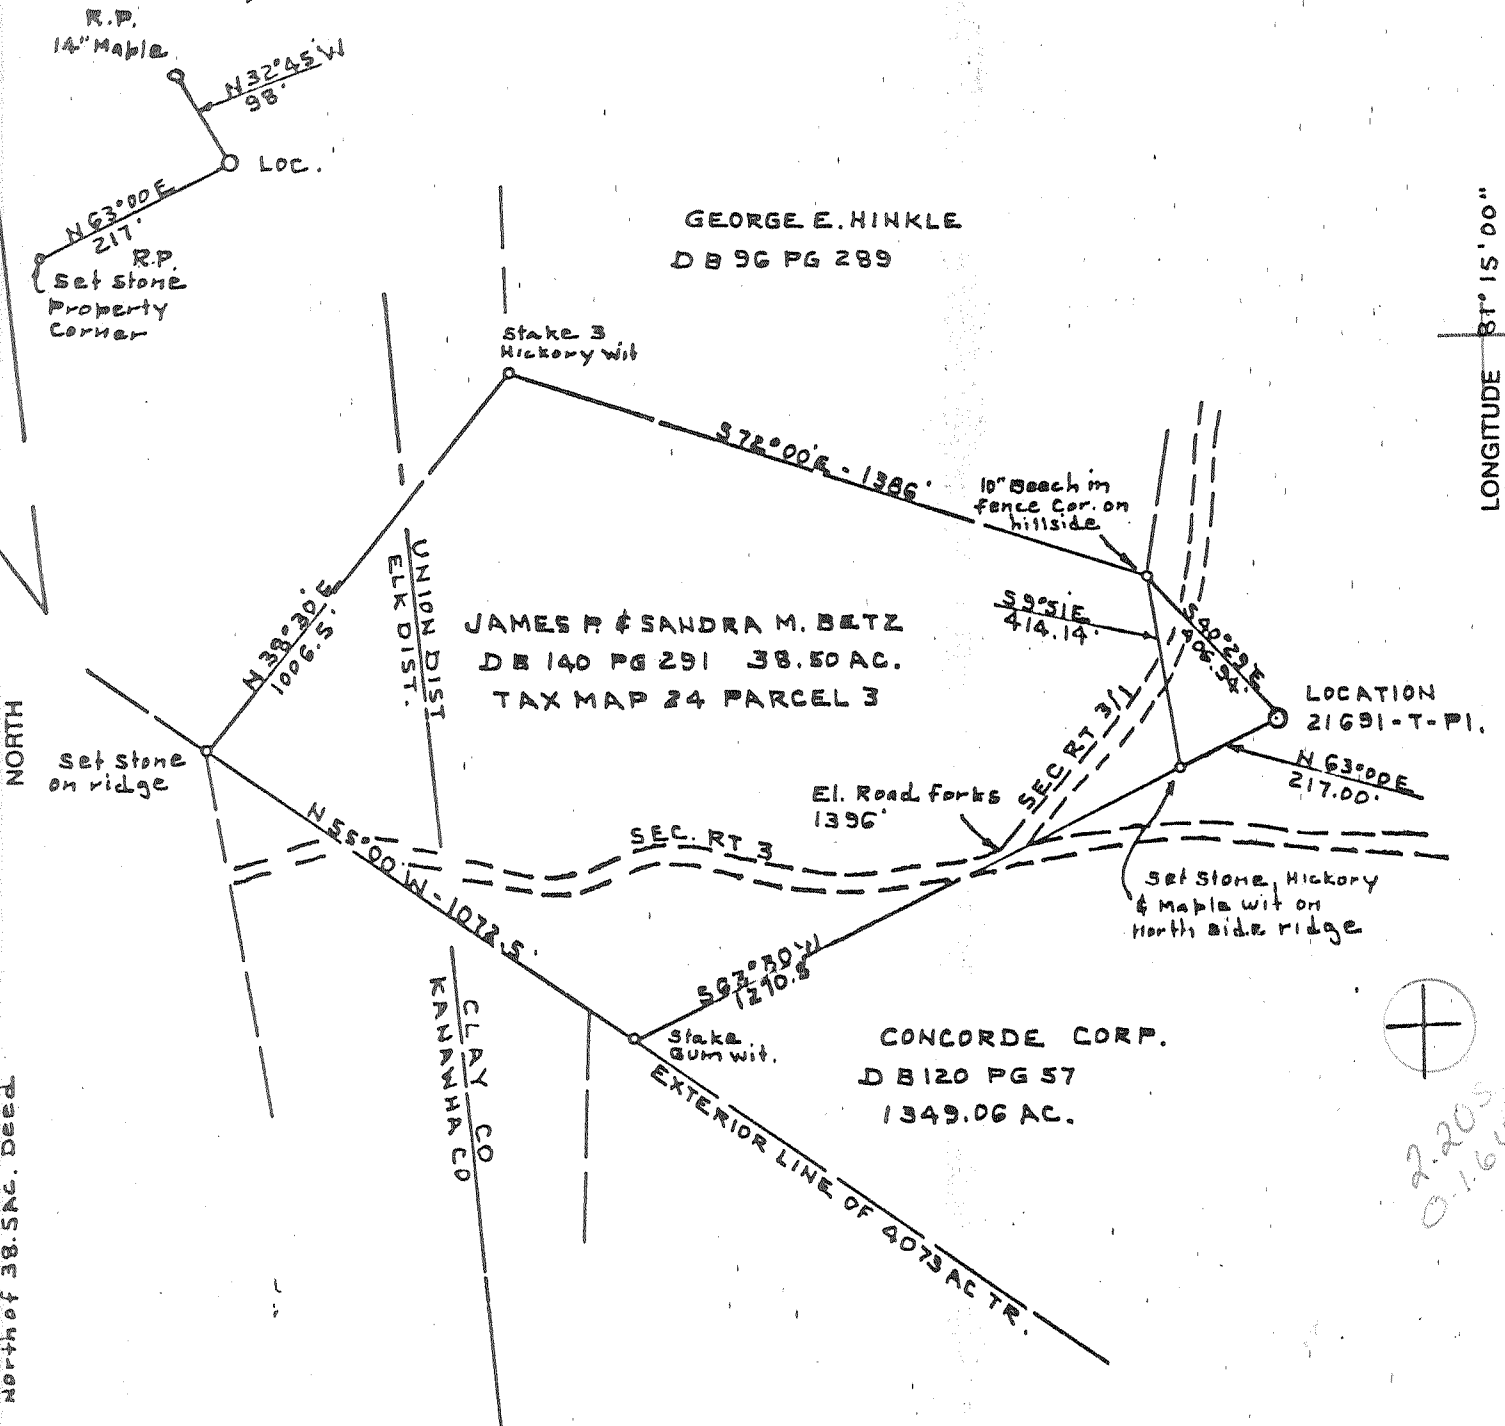 R.P.
14" Maple
N 32°45' W
98'
LOC.
N 63°00 E
217'
R.P.
Set Stone
Property
Corner
GEORGE E. HINKLE
D B 96 PG 289
LONGITUDE 81° 15' 00"
Stake 3
Hickory wit
S 72°00' E - 1386'
10" Beech in
fence Cor. on
hillside
N 38°30' E
1006.5'
UNION DIST
ELK DIST.
JAMES P. & SANDRA M. BETZ
D B 140 PG 291 38.50 AC.
TAX MAP 24 PARCEL 3
S 9°51 E
414.14'
S 40°29 E
406.94'
LOCATION
21691-T-P1.
N 63°00 E
217.00'
NORTH
Set Stone
on ridge
N 55°00' W - 1072.5'
SEC. RT 3
SEC RT 3/1
El. Road forks
1396'
Set Stone, Hickory
& Maple wit on
North side ridge
S 63°30' W
1270.5
Stake
Gum wit.
CLAY CO
KANAWHA CO
CONCORDE CORP.
D B 120 PG 57
1349.06 AC.
EXTERIOR LINE OF 4073 AC TR.
North of 38.5AC. Deed
2.20